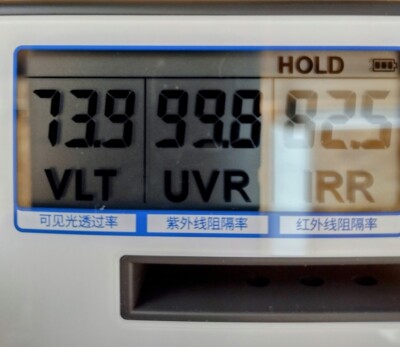 HOLD
73.9 99.8 82.5
VLT UVR IRR
可见光透过率 紫外线阻隔率 红外线阻隔率